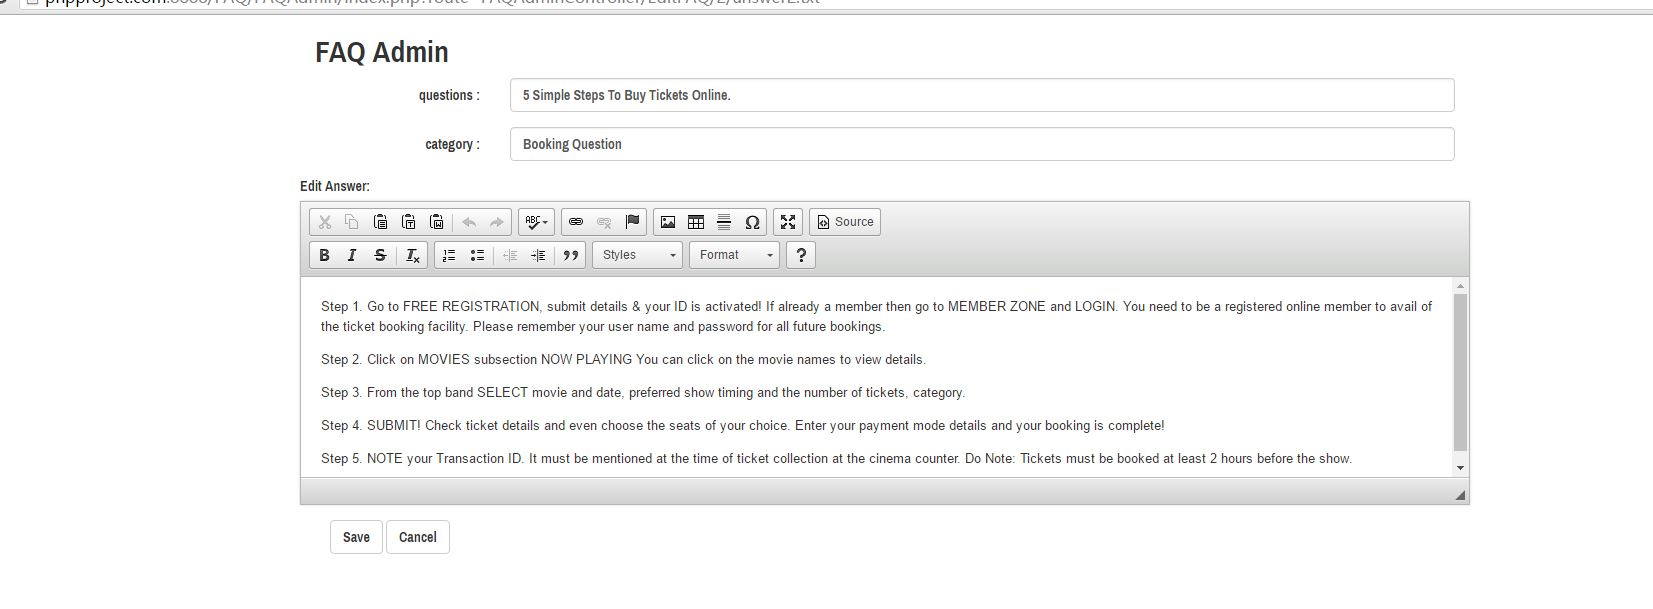 FAQ Admin
questions :
5 Simple Steps To Buy Tickets Online.
category :
Booking Question
Edit Answer:
ABC
Source
B I S Tx
Styles
Format
?
Step 1. Go to FREE REGISTRATION, submit details & your ID is activated! If already a member then go to MEMBER ZONE and LOGIN. You need to be a registered online member to avail of
the ticket booking facility. Please remember your user name and password for all future bookings.
Step 2. Click on MOVIES subsection NOW PLAYING You can click on the movie names to view details.
Step 3. From the top band SELECT movie and date, preferred show timing and the number of tickets, category.
Step 4. SUBMIT! Check ticket details and even choose the seats of your choice. Enter your payment mode details and your booking is complete!
Step 5. NOTE your Transaction ID. It must be mentioned at the time of ticket collection at the cinema counter. Do Note: Tickets must be booked at least 2 hours before the show.
Save
Cancel